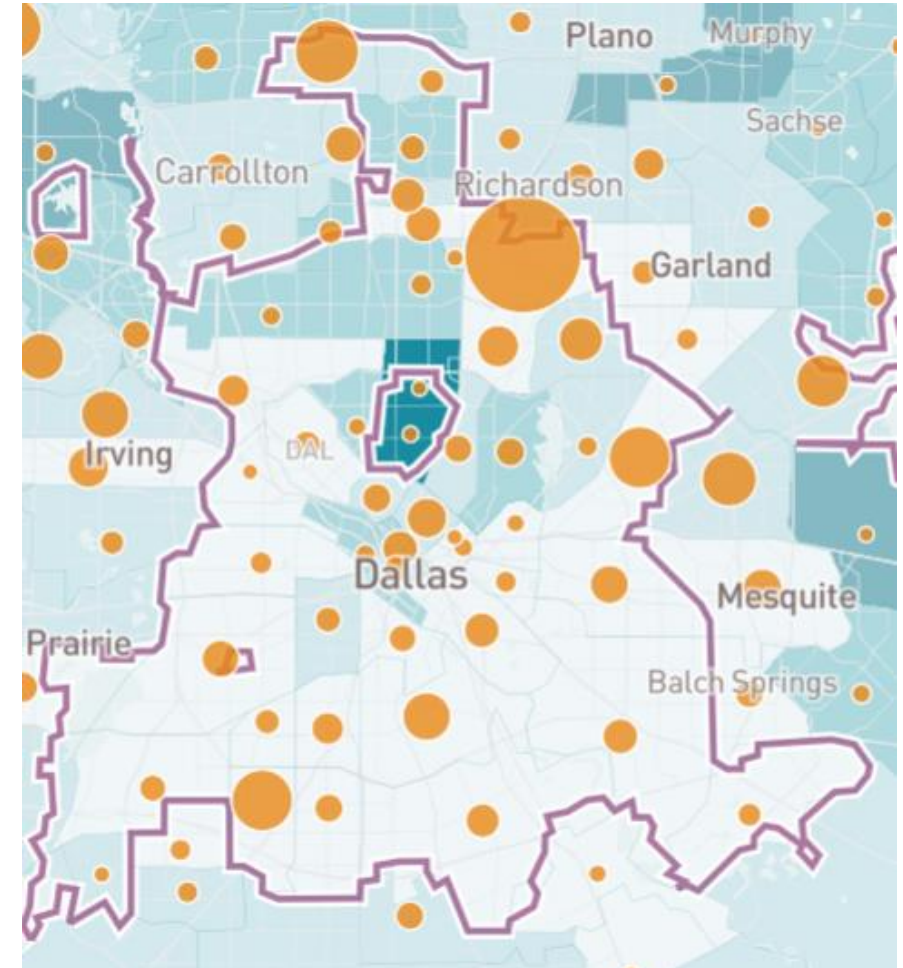 Plano
Murphy
Sachse
Carrollton
Richardson
Garland
Irving
DAL
Dallas
Mesquite
Prairie
Balch Springs